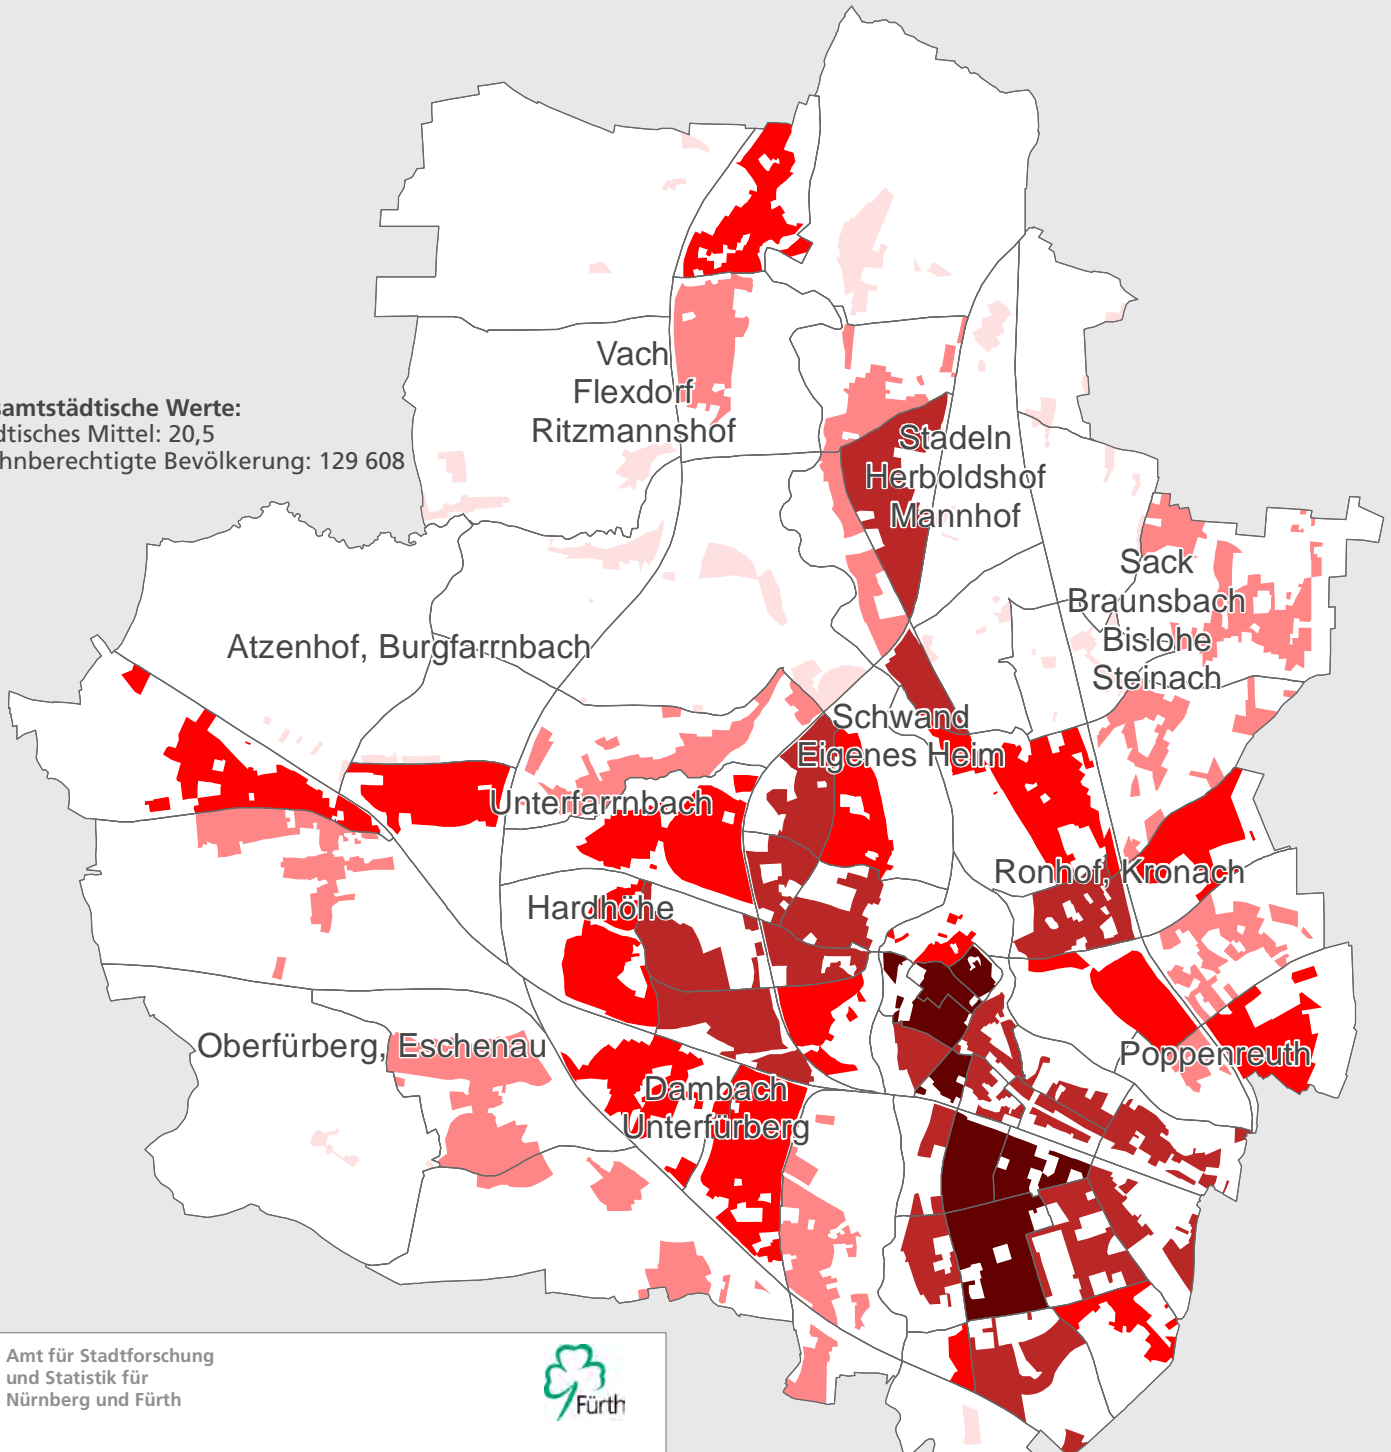 Vach
Flexdorf
Ritzmannshof
samtstädtische Werte:
dtisches Mittel: 20,5
hnberechtigte Bevölkerung: 129 608
Stadeln
Herboldshof
Mannhof
Sack
Braunsbach
Bislohe
Steinach
Atzenhof, Burgfarrnbach
Schwand
Eigenes Heim
Unterfarrnbach
Ronhof, Kronach
Hardhöhe
Oberfürberg, Eschenau
Poppenreuth
Dambach
Unterfürberg
Amt für Stadtforschung
und Statistik für
Nürnberg und Fürth
Fürth